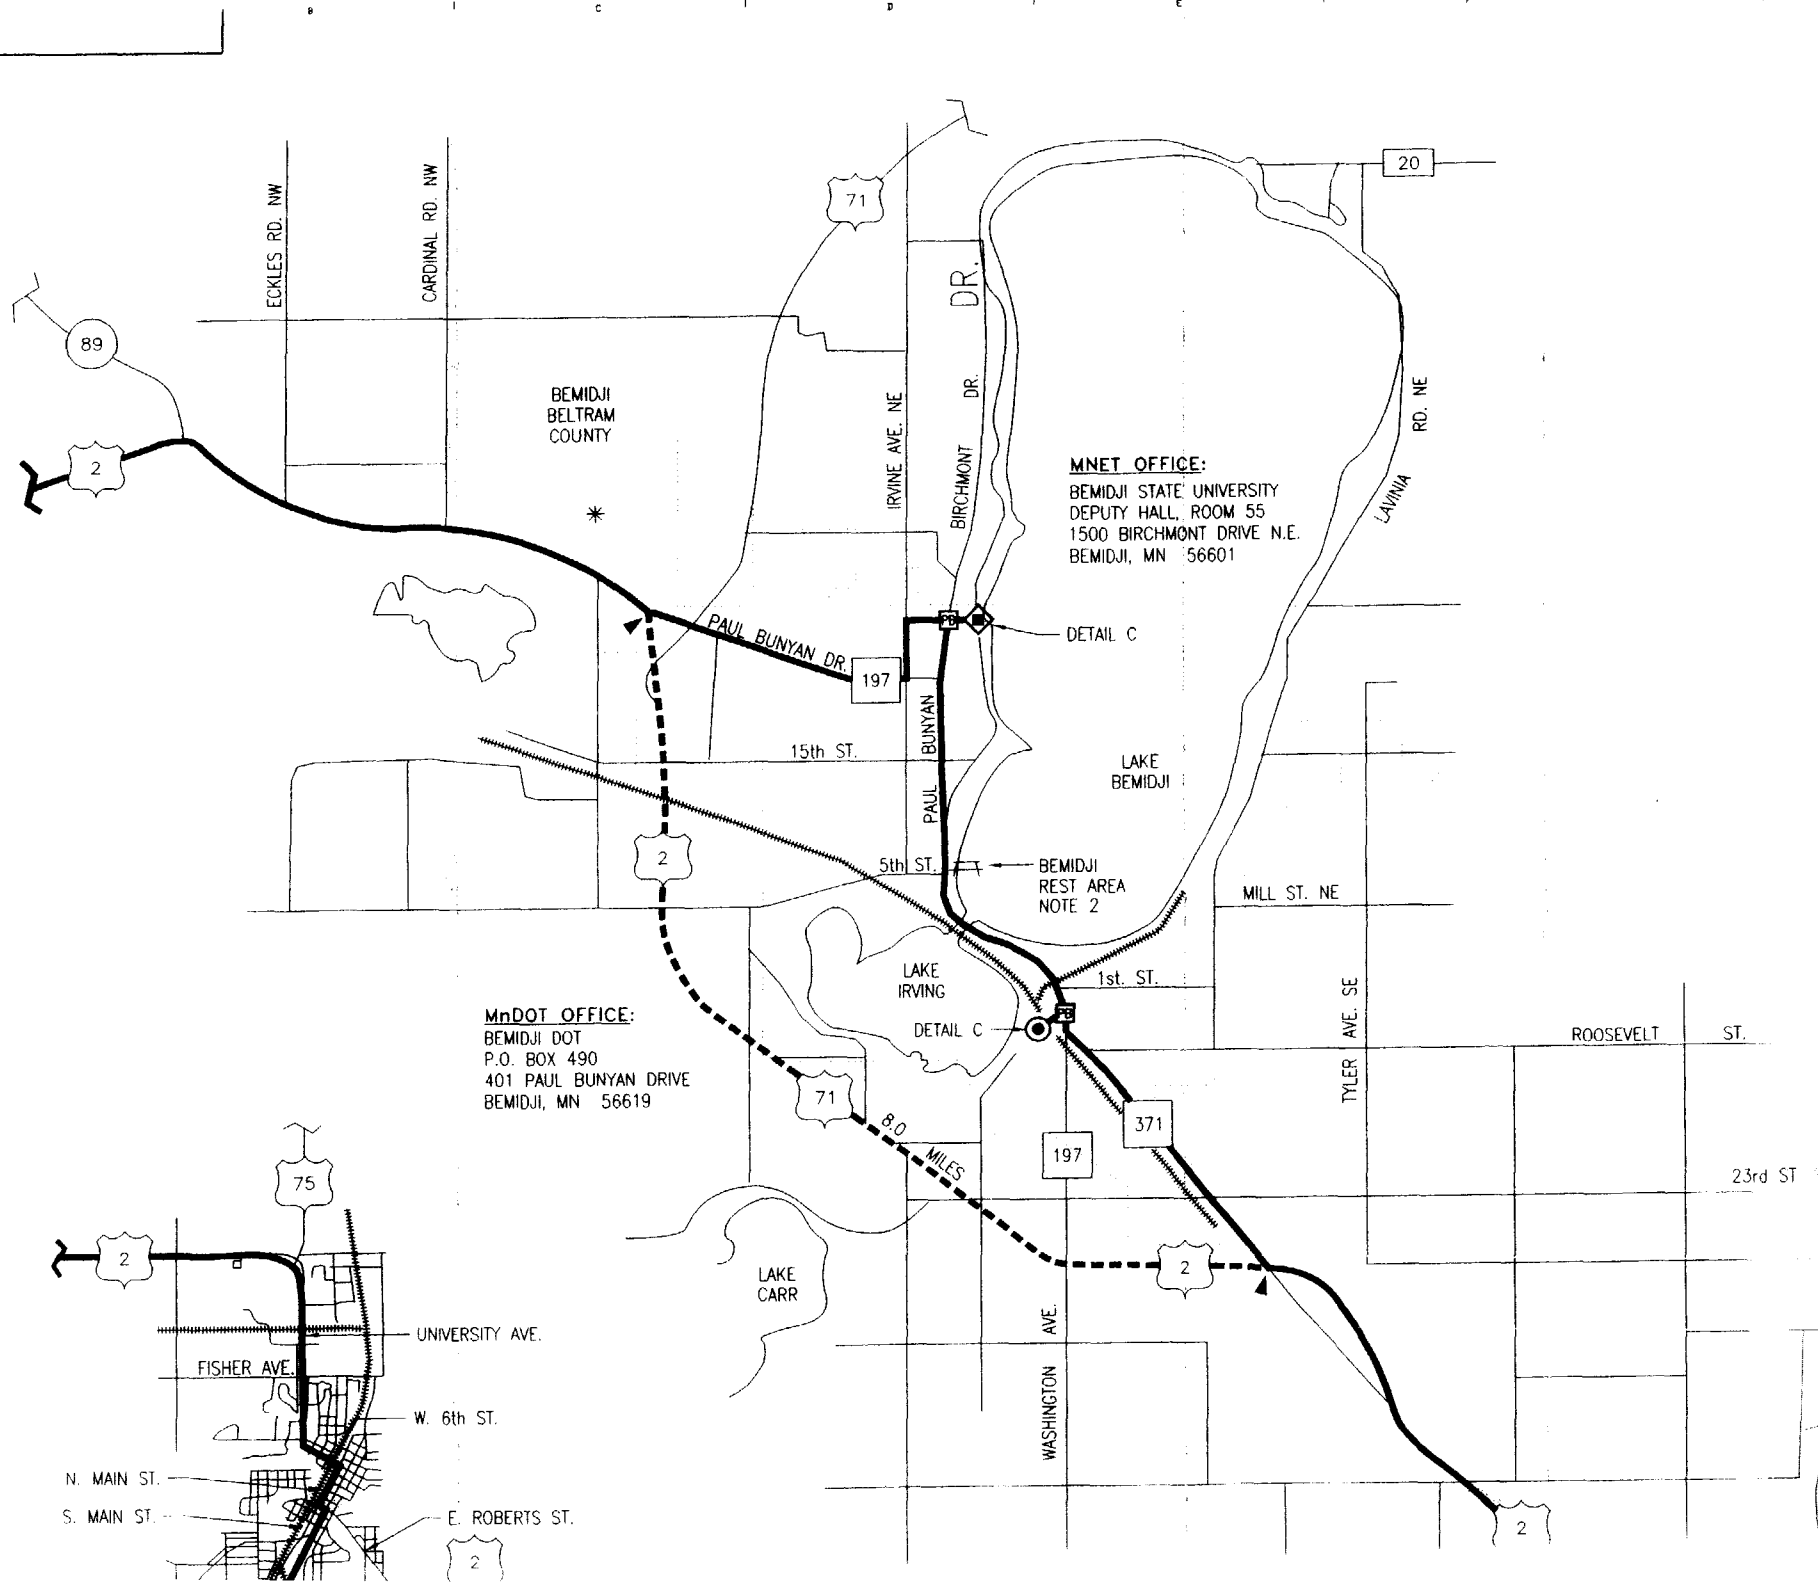 B
C
D
E
20
71
ECKLES RD. NW
CARDINAL RD. NW
DR.
89
BEMIDJI
BELTRAM
COUNTY
IRVINE AVE. NE
BIRCHMONT DR.
LAVINIA RD. NE
2
MNET OFFICE:
BEMIDJI STATE UNIVERSITY
DEPUTY HALL, ROOM 55
1500 BIRCHMONT DRIVE N.E.
BEMIDJI, MN 56601
PAUL BUNYAN DR.
PB
DETAIL C
197
PAUL BUNYAN
15th ST.
LAKE
BEMIDJI
2
5th ST.
BEMIDJI
REST AREA
NOTE 2
MILL ST. NE
LAKE
IRVING
1st. ST.
PB
DETAIL C
MnDOT OFFICE:
BEMIDJI DOT
P.O. BOX 490
401 PAUL BUNYAN DRIVE
BEMIDJI, MN 56619
TYLER AVE. SE
ROOSEVELT ST.
71
8.0 MILES
371
197
23rd ST
75
2
2
LAKE
CARR
WASHINGTON AVE.
UNIVERSITY AVE.
FISHER AVE.
W. 6th ST.
N. MAIN ST.
S. MAIN ST.
E. ROBERTS ST.
2
2